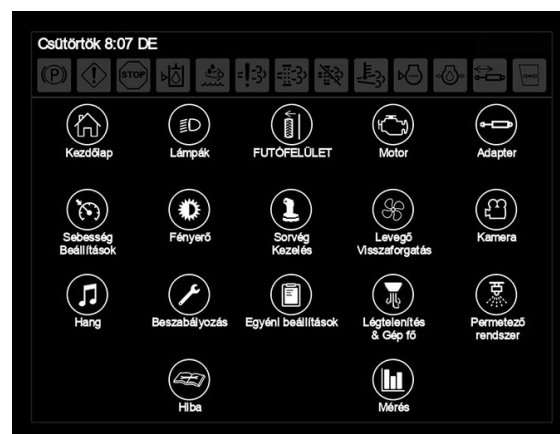 Csütörtök 8:07 DE
(P) STOP
Kezdőlap Lámpák FUTÓFELÜLET Motor Adapter
Sebesség Beállítások Fényerő Sorvég Kezelés Levegő Visszaforgatás Kamera
Hang Beszabályozás Egyéni beállítások Légtelenítés & Gép fő Permetező rendszer
Hiba Mérés